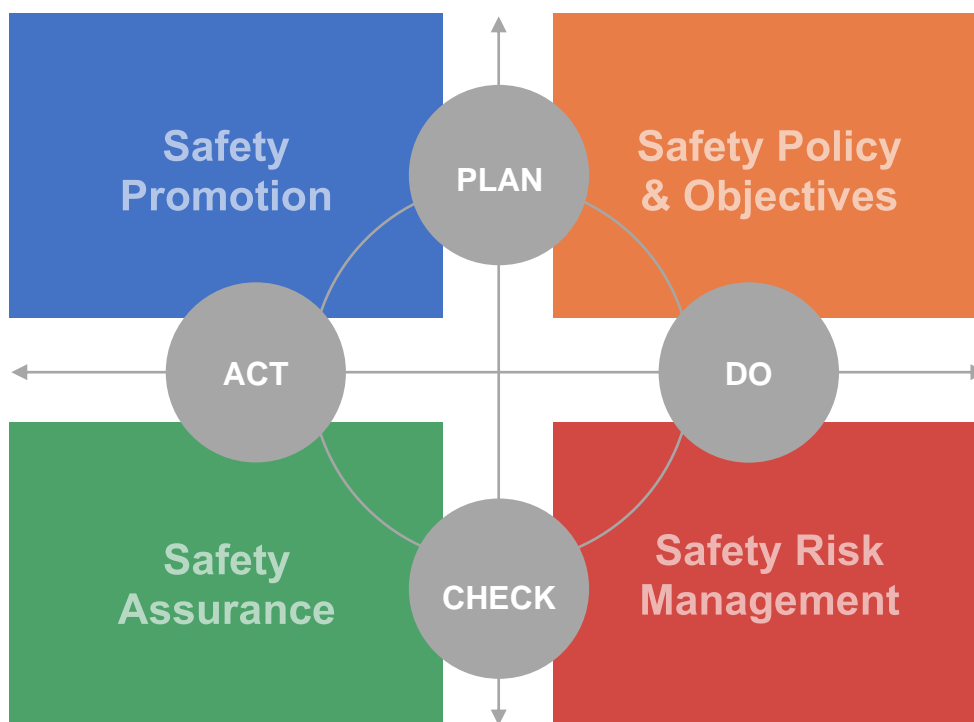 Safety
Promotion
PLAN
Safety Policy
& Objectives
ACT
DO
Safety
Assurance
CHECK
Safety Risk
Management